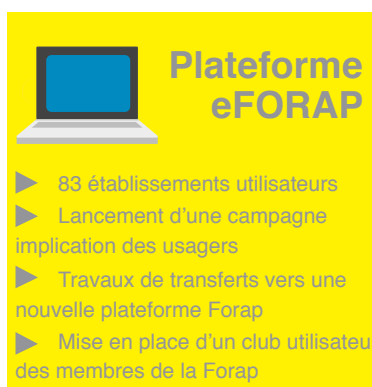 Plateforme
eFORAP
83 établissements utilisateurs
Lancement d'une campagne
implication des usagers
Travaux de transferts vers une
nouvelle plateforme Forap
Mise en place d'un club utilisateu
des membres de la Forap